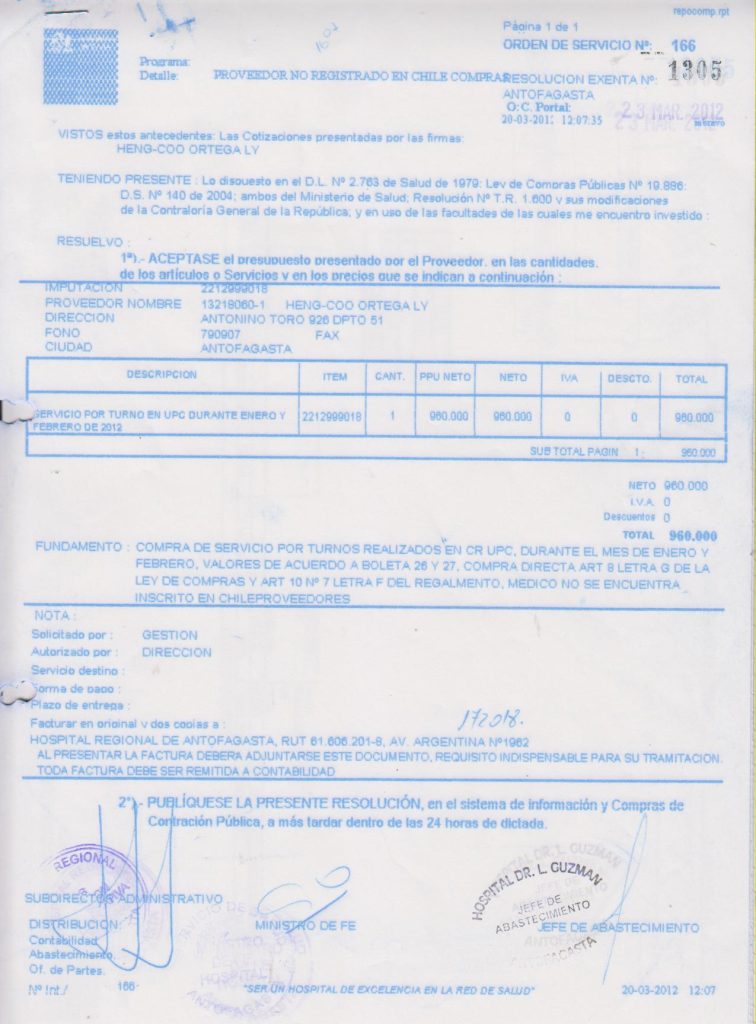 repocomp.rpt
Página 1 de 1
ORDEN DE SERVICIO Nº: 166
Programa:
Detalle: PROVEEDOR NO REGISTRADO EN CHILE COMPRAS
RESOLUCION EXENTA Nº: 1305
ANTOFAGASTA
O:C. Portal:
23 MAR. 2012
20-03-2012 12:07:35
VISTOS estos antecedentes: Las Cotizaciones presentadas por las firmas:
HENG-COO ORTEGA LY
TENIENDO PRESENTE : Lo dispuesto en el D.L. Nº 2.763 de Salud de 1979: Ley de Compras Públicas Nº 19.886:
D.S. Nº 140 de 2004; ambos del Ministerio de Salud; Resolución Nº T.R. 1.600 y sus modificaciones
de la Contraloría General de la República; y en uso de las facultades de las cuales me encuentro investido :
RESUELVO :
1ª).- ACEPTASE el presupuesto presentado por el Proveedor. en las cantidades.
de los artículos o Servicios y en los precios que se indican a continuación :
IMPUTACION 2212999018
PROVEEDOR NOMBRE 13218060-1 HENG-COO ORTEGA LY
DIRECCION ANTONINO TORO 926 DPTO 51
FONO 790907 FAX
CIUDAD ANTOFAGASTA
DESCRIPCION ITEM CANT. PPU NETO NETO IVA DESCTO. TOTAL
SERVICIO POR TURNO EN UPC DURANTE ENERO Y 2212999018 1 960.000 960.000 0 0 960.000
FEBRERO DE 2012
SUB TOTAL PAGIN 1: 960.000
NETO 960.000
I.V.A. 0
Descuentos 0
TOTAL 960.000
FUNDAMENTO : COMPRA DE SERVICIO POR TURNOS REALIZADOS EN CR UPC, DURANTE EL MES DE ENERO Y
FEBRERO, VALORES DE ACUERDO A BOLETA 26 Y 27, COMPRA DIRECTA ART 8 LETRA G DE LA
LEY DE COMPRAS Y ART 10 Nº 7 LETRA F DEL REGALMENTO, MEDICO NO SE ENCUENTRA
INSCRITO EN CHILEPROVEEDORES
NOTA :
Solicitado por : GESTION
Autorizado por : DIRECCION
Servicio destino :
Forma de pago :
Plazo de entrega :
Facturar en original y dos copias a : 172018.
HOSPITAL REGIONAL DE ANTOFAGASTA, RUT 61.606.201-8, AV. ARGENTINA Nº1962
AL PRESENTAR LA FACTURA DEBERA ADJUNTARSE ESTE DOCUMENTO, REQUISITO INDISPENSABLE PARA SU TRAMITACION.
TODA FACTURA DEBE SER REMITIDA A CONTABILIDAD
2º).- PUBLÍQUESE LA PRESENTE RESOLUCIÓN, en el sistema de información y Compras de
Contración Pública, a más tardar dentro de las 24 horas de dictada.
REGIONAL
HOSPITAL DR. L. GUZMAN
JEFE DE
ABASTECIMIENTO
ANTOFAGASTA
SUBDIRECTOR ADMINISTRATIVO
MINISTRO DE FE
JEFE DE ABASTECIMIENTO
DISTRIBUCION:
Contabilidad
Abastecimiento.
Of. de Partes.
Nº Int./ 166-
"SER UN HOSPITAL DE EXCELENCIA EN LA RED DE SALUD"
20-03-2012 12:07